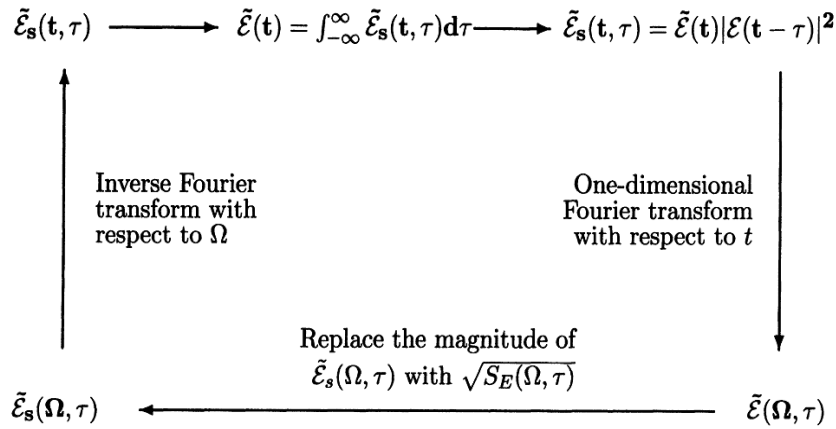 ℰ̃ₛ(t, τ) ⟶ ℰ̃(t) = ∫_{-∞}^{∞} ℰ̃ₛ(t, τ)dτ ⟶ ℰ̃ₛ(t, τ) = ℰ̃(t)|ℰ(t − τ)|²
Inverse Fourier
transform with
respect to Ω
One-dimensional
Fourier transform
with respect to t
Replace the magnitude of
ℰ̃ₛ(Ω, τ) with √(S_E(Ω, τ))
ℰ̃ₛ(Ω, τ) ⟵ ℰ̃(Ω, τ)